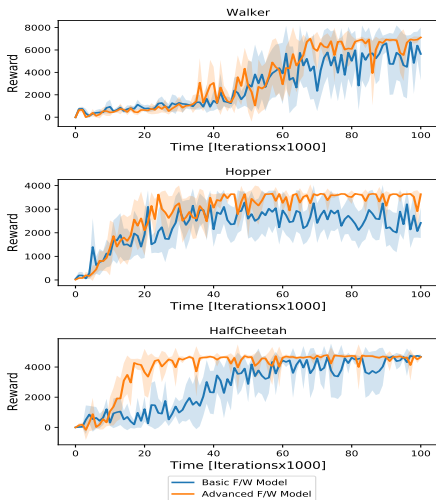 Walker
8000
6000
4000
2000
0
Reward
0 20 40 60 80 100
Time [Iterationsx1000]
Hopper
4000
3000
2000
1000
0
Reward
0 20 40 60 80 100
Time [Iterationsx1000]
HalfCheetah
4000
2000
0
Reward
0 20 40 60 80 100
Time [Iterationsx1000]
Basic F/W Model
Advanced F/W Model